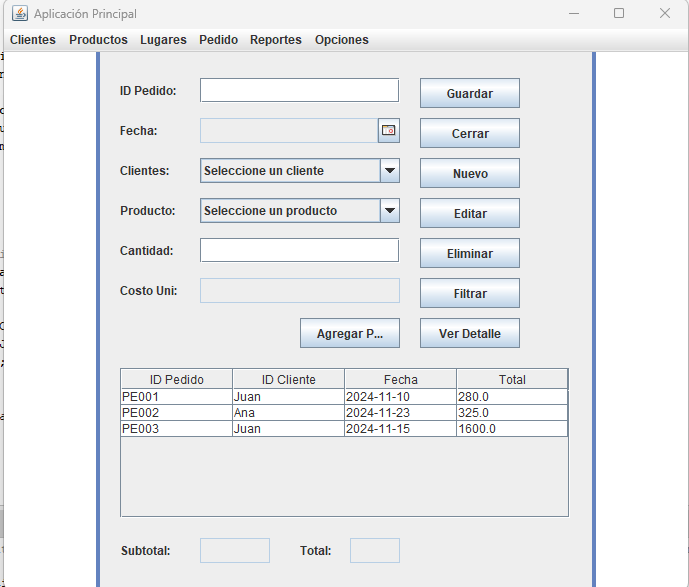 Aplicación Principal
Clientes Productos Lugares Pedido Reportes Opciones
ID Pedido: Guardar
Fecha: Cerrar
Clientes: Seleccione un cliente Nuevo
Producto: Seleccione un producto Editar
Cantidad: Eliminar
Costo Uni: Filtrar
Agregar P... Ver Detalle
ID Pedido ID Cliente Fecha Total
PE001 Juan 2024-11-10 280.0
PE002 Ana 2024-11-23 325.0
PE003 Juan 2024-11-15 1600.0
Subtotal: Total: